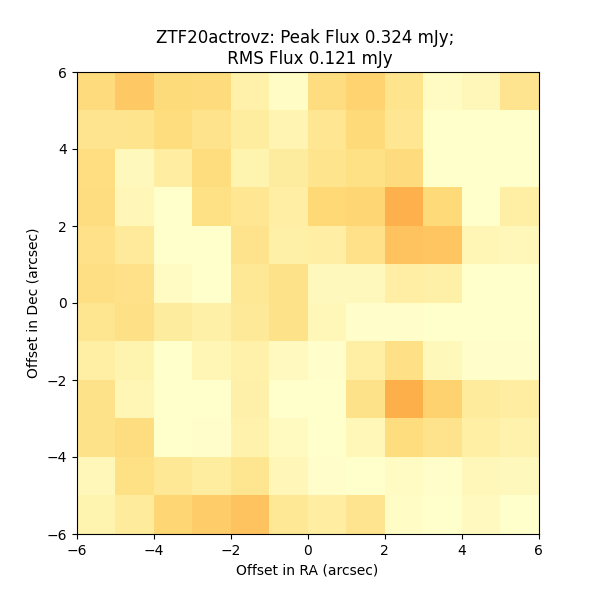 ZTF20actrovz: Peak Flux 0.324 mJy;
RMS Flux 0.121 mJy
6
4
2
0
−2
−4
−6
Offset in Dec (arcsec)
−6 −4 −2 0 2 4 6
Offset in RA (arcsec)